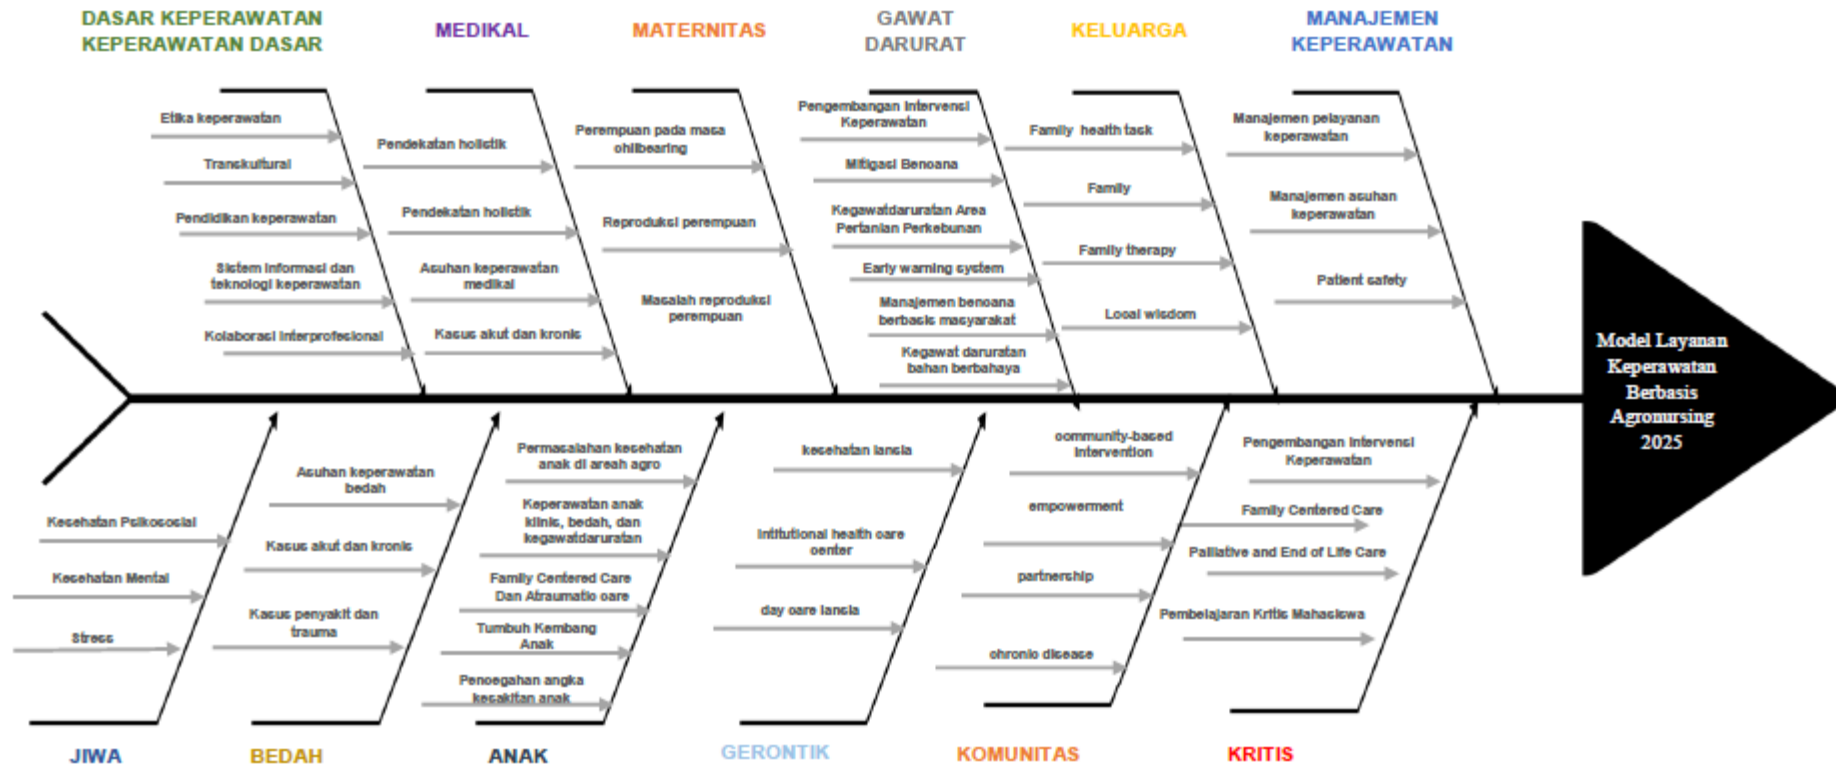 DASAR KEPERAWATAN
KEPERAWATAN DASAR
Etika keperawatan
Transkultural
Pendidikan keperawatan
Sistem informasi dan
teknologi keperawatan
Kolaborasi interprofesional
MEDIKAL
Pendekatan holistik
Pendekatan holistik
Asuhan keperawatan
medikal
Kasus akut dan kronis
MATERNITAS
Perempuan pada masa
chilbearing
Reproduksi perempuan
Masalah reproduksi
perempuan
GAWAT
DARURAT
Pengembangan Intervensi
Keperawatan
Mitigasi Bencana
Kegawatdaruratan Area
Pertanian Perkebunan
Early warning system
Manajemen bencana
berbasis masyarakat
Kegawat daruratan
bahan berbahaya
KELUARGA
Family health task
Family
Family therapy
Local wisdom
MANAJEMEN
KEPERAWATAN
Manajemen pelayanan
keperawatan
Manajemen asuhan
keperawatan
Patient safety
Model Layanan
Keperawatan
Berbasis
Agronursing
2025
Kesehatan Psikososial
Kesehatan Mental
Stress
JIWA
Asuhan keperawatan
bedah
Kasus akut dan kronis
Kasus penyakit dan
trauma
BEDAH
Permasalahan kesehatan
anak di areah agro
Keperawatan anak
klinis, bedah, dan
kegawatdaruratan
Family Centered Care
Dan Atraumatic care
Tumbuh Kembang
Anak
Pencegahan angka
kesakitan anak
ANAK
kesehatan lansia
Intitutional health care
center
day care lansia
GERONTIK
community-based
intervention
empowerment
partnership
chronic disease
KOMUNITAS
Pengembangan Intervensi
Keperawatan
Family Centered Care
Palliative and End of Life Care
Pembelajaran Kritis Mahasiswa
KRITIS